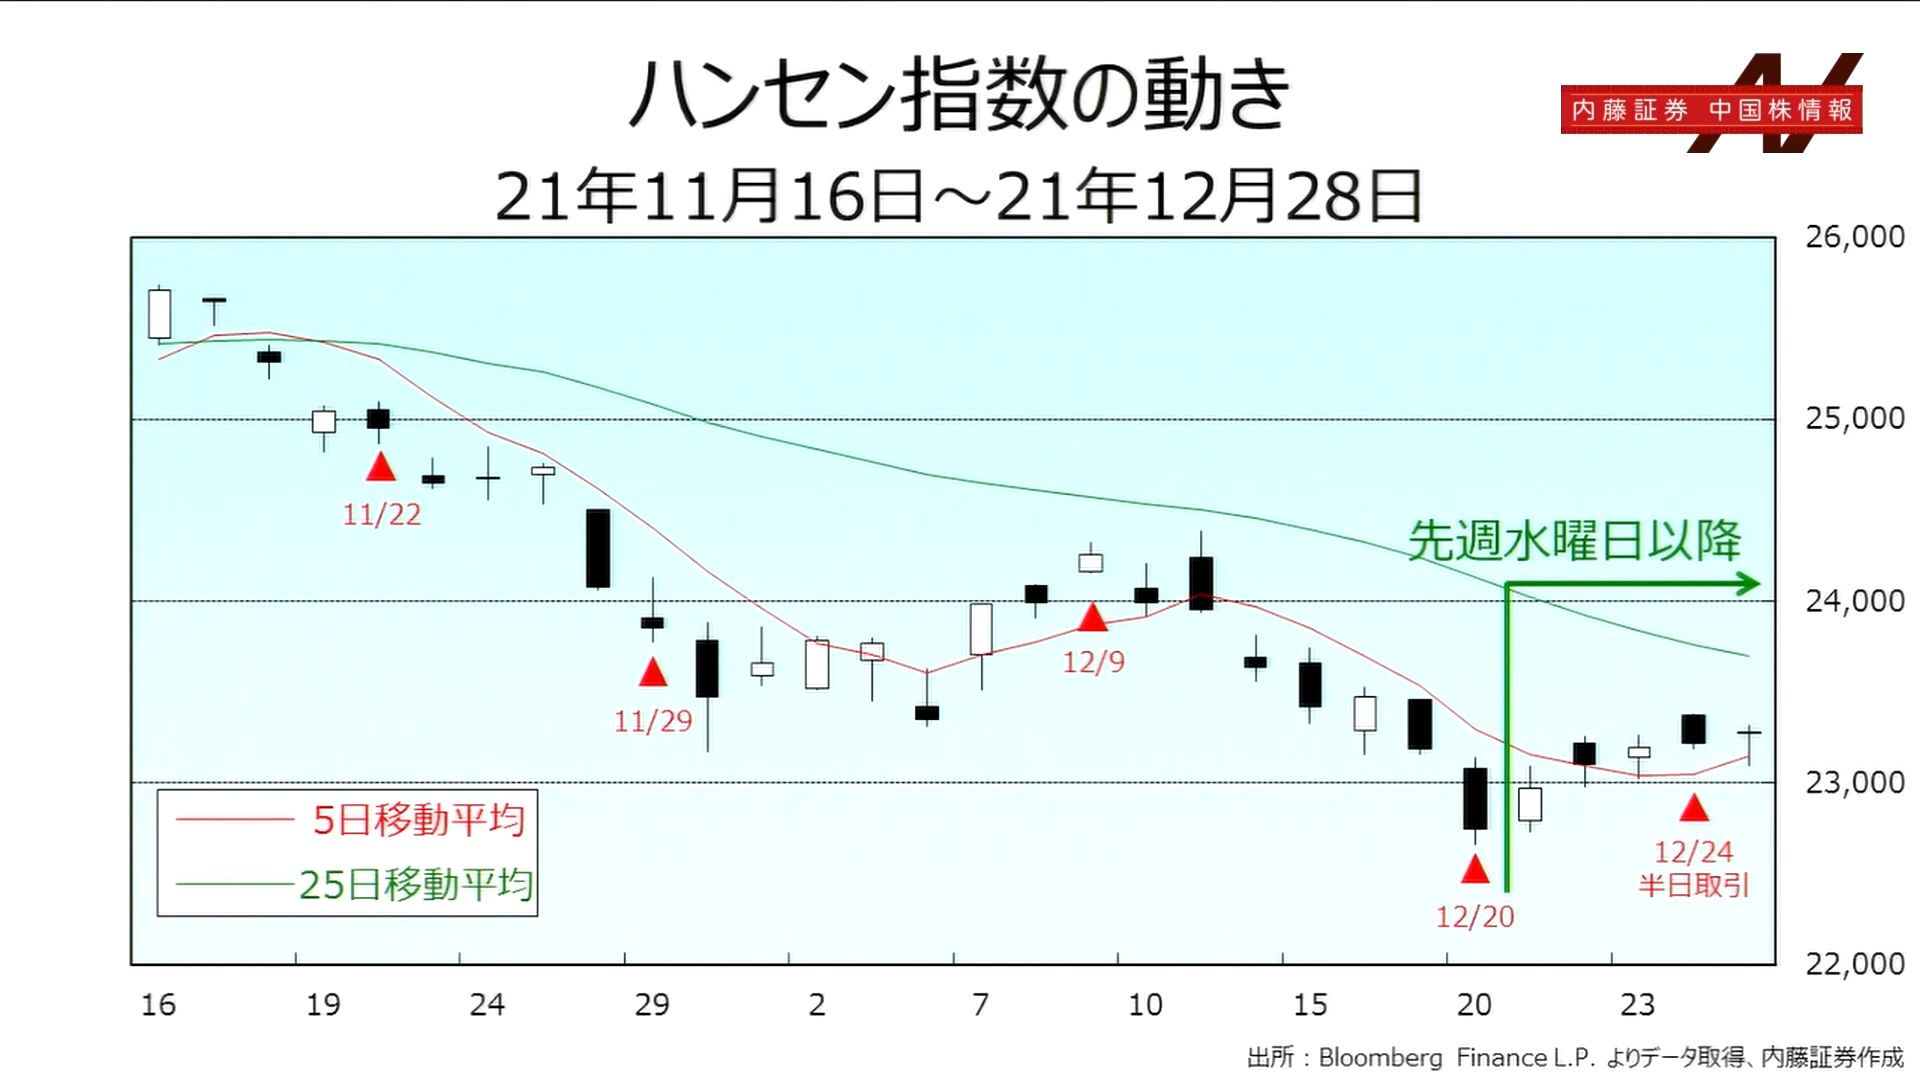 ハンセン指数の動き
内藤証券 中国株情報
21年11月16日～21年12月28日
26,000
25,000
24,000
23,000
22,000
11/22
11/29
12/9
先週水曜日以降
12/20
12/24
半日取引
5日移動平均
25日移動平均
16 19 24 29 2 7 10 15 20 23
出所：Bloomberg Finance L.P. よりデータ取得、内藤証券作成